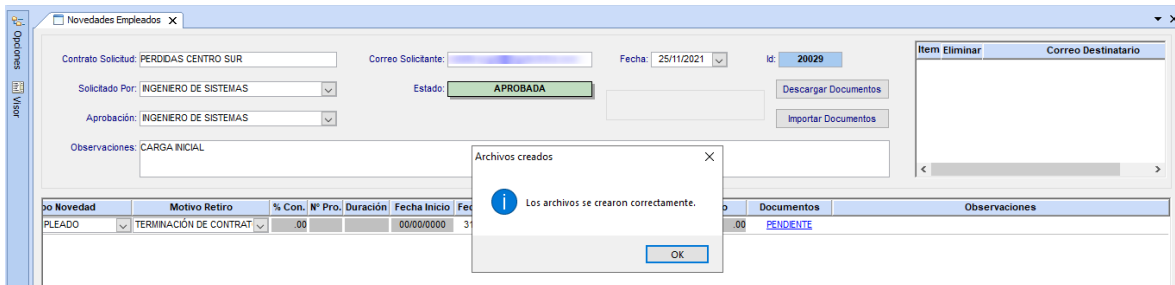 Novedades Empleados X
Opciones
Visor
Contrato Solicitud: PERDIDAS CENTRO SUR
Correo Solicitante:
Fecha: 25/11/2021
Id: 20029
Solicitado Por: INGENIERO DE SISTEMAS
Estado: APROBADA
Descargar Documentos
Aprobación: INGENIERO DE SISTEMAS
Importar Documentos
Observaciones: CARGA INICIAL
Item Eliminar Correo Destinatario
Archivos creados
Los archivos se crearon correctamente.
OK
po Novedad Motivo Retiro % Con. Nº Pro. Duración Fecha Inicio Fec o Documentos Observaciones
PLEADO TERMINACIÓN DE CONTRAT .00 00/00/0000 31 .00 PENDIENTE